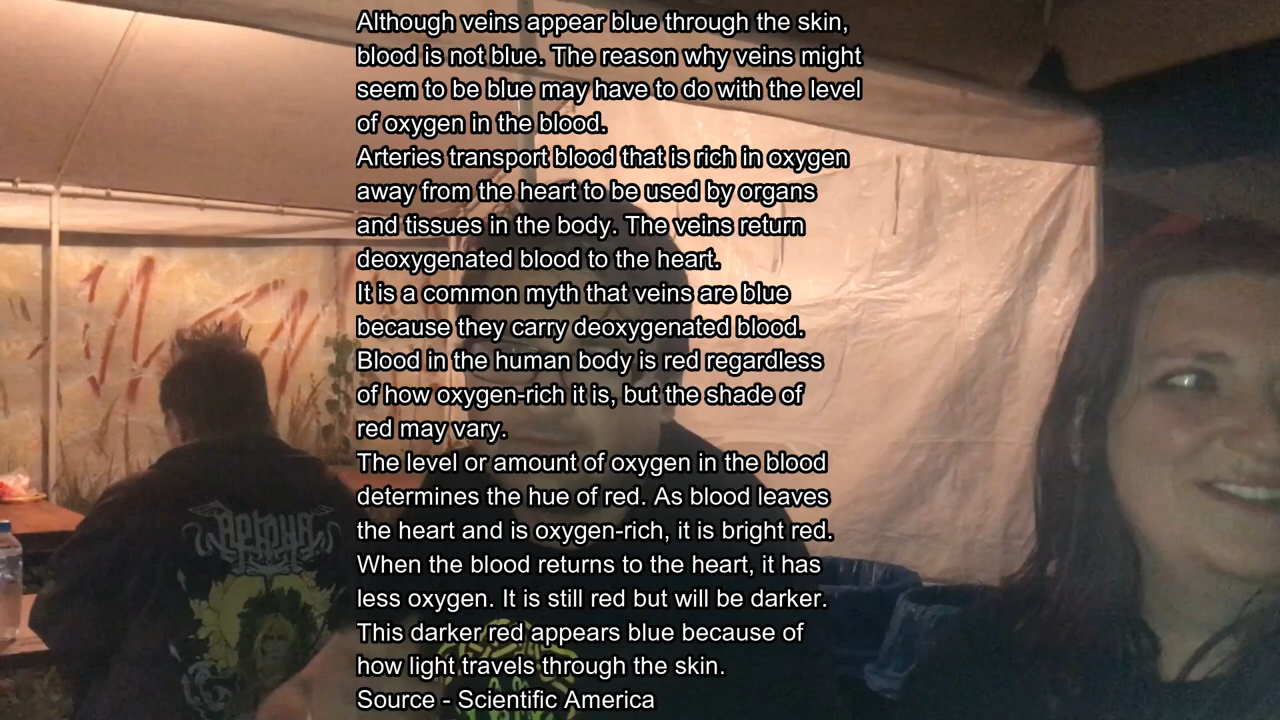 Although veins appear blue through the skin,
blood is not blue. The reason why veins might
seem to be blue may have to do with the level
of oxygen in the blood.
Arteries transport blood that is rich in oxygen
away from the heart to be used by organs
and tissues in the body. The veins return
deoxygenated blood to the heart.
It is a common myth that veins are blue
because they carry deoxygenated blood.
Blood in the human body is red regardless
of how oxygen-rich it is, but the shade of
red may vary.
The level or amount of oxygen in the blood
determines the hue of red. As blood leaves
the heart and is oxygen-rich, it is bright red.
When the blood returns to the heart, it has
less oxygen. It is still red but will be darker.
This darker red appears blue because of
how light travels through the skin.
Source - Scientific America